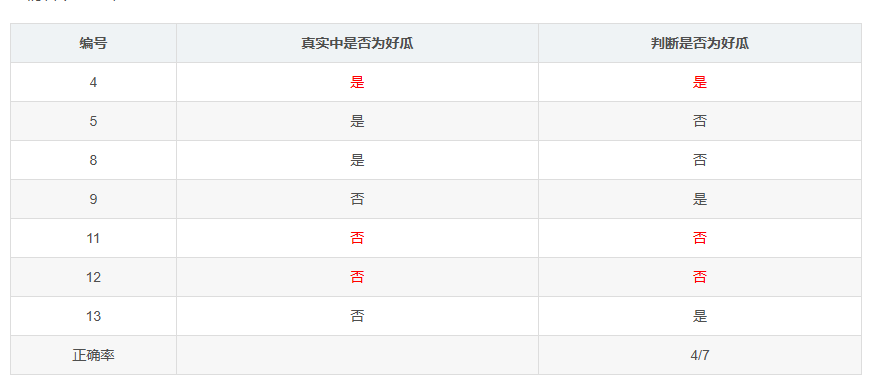 编号 真实中是否为好瓜 判断是否为好瓜
4 是 是
5 是 否
8 是 否
9 否 是
11 否 否
12 否 否
13 否 是
正确率 4/7